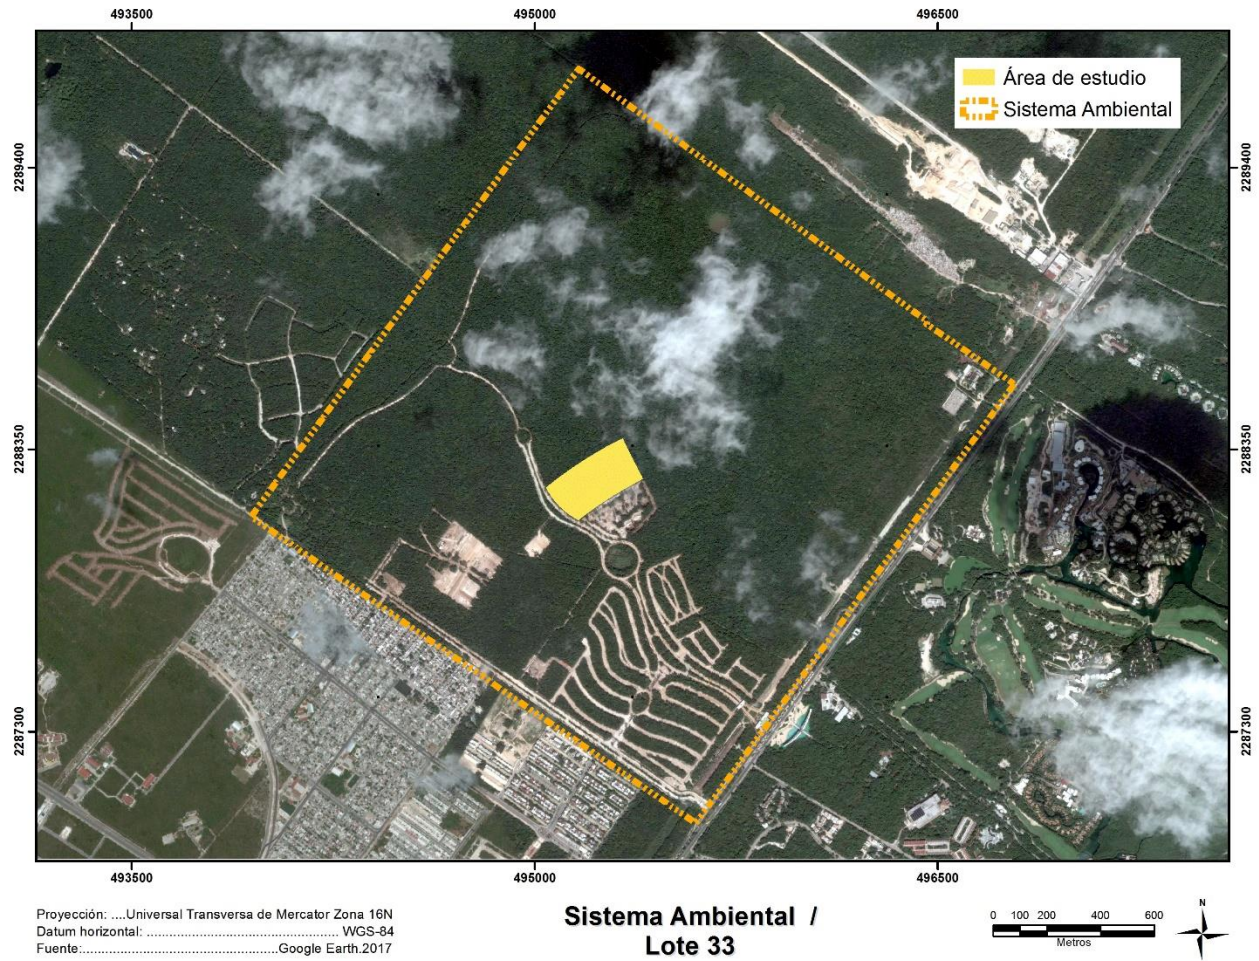 493500
495000
496500
Área de estudio
Sistema Ambiental
2289400
2289400
2288350
2288350
2287300
2287300
493500
495000
496500
Proyección: ....Universal Transversa de Mercator Zona 16N
Datum horizontal: ................................................ WGS-84
Fuente:.................................................Google Earth.2017
Sistema Ambiental /
Lote 33
0 100 200 400 600
Metros
N